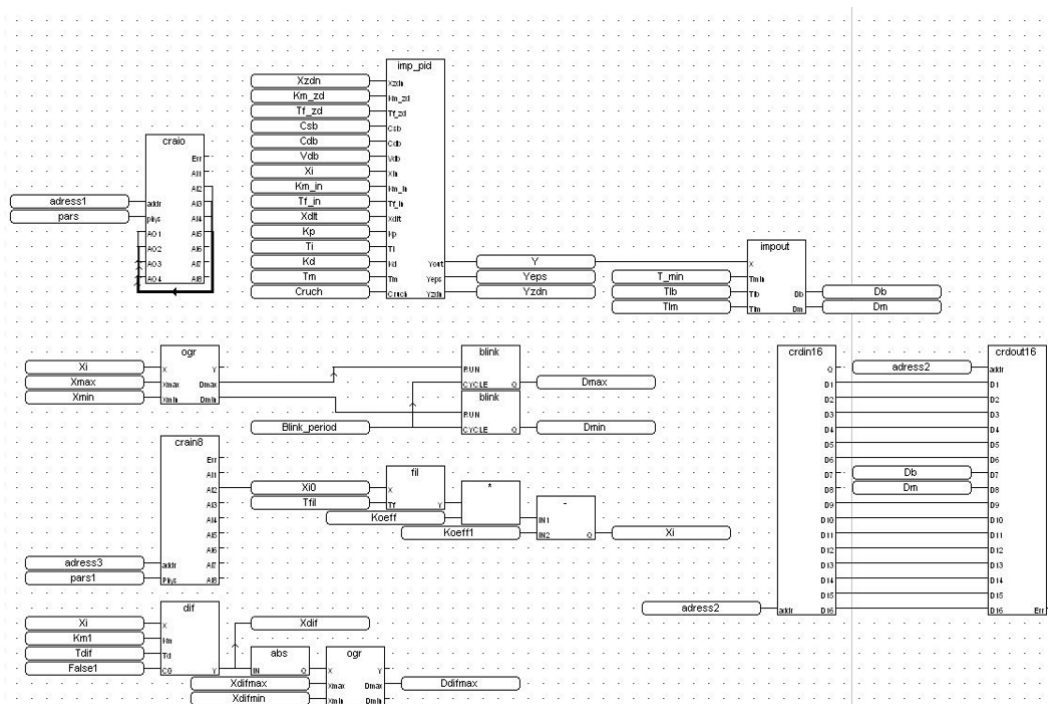 imp_pid
Xzdn
Xzdn
Km_zd
Km_zd
Tf_zd
Tf_zd
Csb
Csb
Cdb
Cdb
Vdb
Vdb
Xi
Xin
Km_in
Km_in
Tf_in
Tf_in
Xdtt
Xdtt
Kp
Kp
Ti
Ti
Kd
Kd
Yout
Tm
Tm
Yeps
Cruch
Cruch
Yzdn
craio
Err
AI1
AI2
adress1
addr
AI3
pars
phys
AI4
AO1
AI5
AO2
AI6
AO3
AI7
AO4
AI8
Y
Yeps
Yzdn
impout
X
T_min
Tmin
Tlb
Tlb
Db
Db
Tlm
Tlm
Dm
Dm
ogr
Xi
X
Y
Xmax
Xmax
Dmax
Xmin
Xmin
Dmin
blink
RUN
CYCLE
Q
Dmax
blink
RUN
Blink_period
CYCLE
Q
Dmin
crain8
Err
AI1
AI2
AI3
AI4
AI5
AI6
adress3
addr
AI7
pars1
Phys
AI8
Xi0
Tfil
fil
X
Tf
Y
Koeff
*
Koeff1
-
IN1
IN2
Q
Xi
crdin16
Q
D1
D2
D3
D4
D5
D6
D7
D8
D9
D10
D11
D12
D13
D14
D15
adress2
addr
D16
adress2
Db
Dm
crdout16
addr
D1
D2
D3
D4
D5
D6
D7
D8
D9
D10
D11
D12
D13
D14
D15
D16
Err
dif
Xi
X
Km1
Km
Tdif
Td
False1
C0
Y
Xdif
abs
IN
Q
Xdifmax
Xdifmin
ogr
X
Y
Xmax
Dmax
Xmin
Dmin
Ddifmax